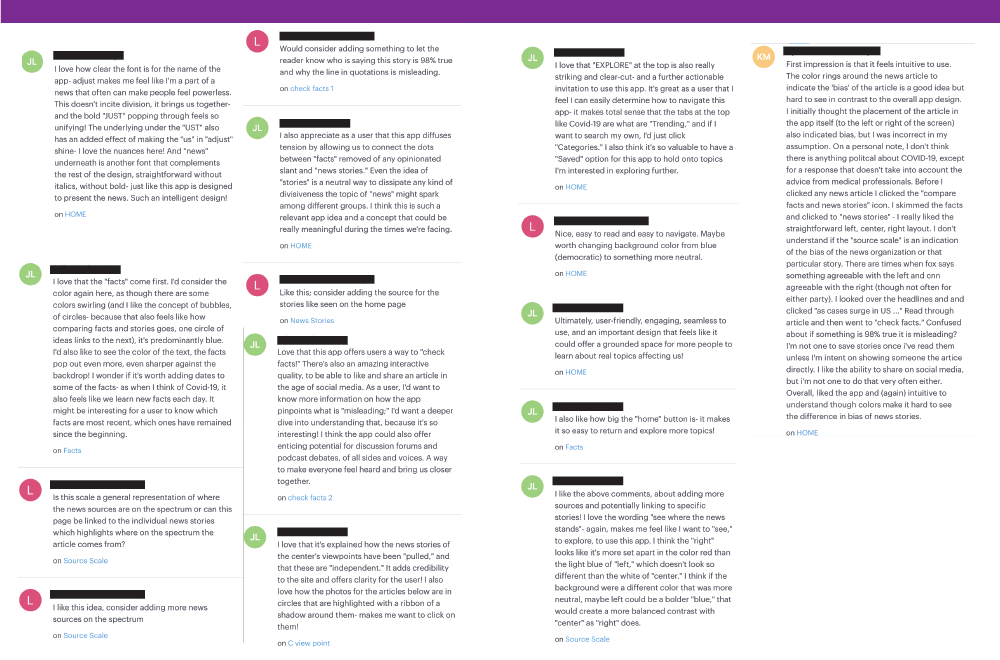 JL
I love how clear the font is for the name of the
app- adjust makes me feel like I'm a part of a
news that often can make people feel powerless.
This doesn't incite division, it brings us together-
and the bold "JUST" popping through feels so
unifying! The underlying under the "UST" also
has an added effect of making the "us" in "adjust"
shine- I love the nuances here! And "news"
underneath is another font that complements
the rest of the design, straightforward without
italics, without bold- just like this app is designed
to present the news. Such an intelligent design!
on HOME
JL
I love that the "facts" come first. I'd consider the
color again here, as though there are some
colors swirling (and I like the concept of bubbles,
of circles- because that also feels like how
comparing facts and stories goes, one circle of
ideas links to the next), it's predominantly blue.
I'd also like to see the color of the text, the facts
pop out even more, even sharper against the
backdrop! I wonder if it's worth adding dates to
some of the facts- as when I think of Covid-19, it
also feels like we learn new facts each day. It
might be interesting for a user to know which
facts are most recent, which ones have remained
since the beginning.
on Facts
L
Is this scale a general representation of where
the news sources are on the spectrum or can this
page be linked to the individual news stories
which highlights where on the spectrum the
article comes from?
on Source Scale
L
I like this idea, consider adding more news
sources on the spectrum
on Source Scale
L
Would consider adding something to let the
reader know who is saying this story is 98% true
and why the line in quotations is misleading.
on check facts 1
JL
I also appreciate as a user that this app diffuses
tension by allowing us to connect the dots
between "facts" removed of any opinionated
slant and "news stories." Even the idea of
"stories" is a neutral way to dissipate any kind of
divisiveness the topic of "news" might spark
among different groups. I think this is such a
relevant app idea and a concept that could be
really meaningful during the times we're facing.
on HOME
L
Like this; consider adding the source for the
stories like seen on the home page
on News Stories
JL
Love that this app offers users a way to "check
facts!" There's also an amazing interactive
quality, to be able to like and share an article in
the age of social media. As a user, I'd want to
know more information on how the app
pinpoints what is "misleading;" I'd want a deeper
dive into understanding that, because it's so
interesting! I think the app could also offer
enticing potential for discussion forums and
podcast debates, of all sides and voices. A way
to make everyone feel heard and bring us closer
together.
on check facts 2
JL
I love that it's explained how the news stories of
the center's viewpoints have been "pulled," and
that these are "independent." It adds credibility
to the site and offers clarity for the user! I also
love how the photos for the articles below are in
circles that are highlighted with a ribbon of a
shadow around them- makes me want to click on
them!
on C view point
JL
I love that "EXPLORE" at the top is also really
striking and clear-cut- and a further actionable
invitation to use this app. It's great as a user that I
feel I can easily determine how to navigate this
app- it makes total sense that the tabs at the top
like Covid-19 are what are "Trending," and if I
want to search my own, I'd just click
"Categories." I also think it's so valuable to have a
"Saved" option for this app to hold onto topics
I'm interested in exploring further.
on HOME
L
Nice, easy to read and easy to navigate. Maybe
worth changing background color from blue
(democratic) to something more neutral.
on HOME
JL
Ultimately, user-friendly, engaging, seamless to
use, and an important design that feels like it
could offer a grounded space for more people to
learn about real topics affecting us!
on HOME
JL
I also like how big the "home" button is- it makes
it so easy to return and explore more topics!
on Facts
JL
I like the above comments, about adding more
sources and potentially linking to specific
stories! I love the wording "see where the news
stands"- again, makes me feel like I want to "see,"
to explore, to use this app. I think the "right"
looks like it's more set apart in the color red than
the light blue of "left," which doesn't look so
different than the white of "center." I think if the
background were a different color that was more
neutral, maybe left could be a bolder "blue," that
would create a more balanced contrast with
"center" as "right" does.
on Source Scale
KM
First impression is that it feels intuitive to use.
The color rings around the news article to
indicate the 'bias' of the article is a good idea but
hard to see in contrast to the overall app design.
I initially thought the placement of the article in
the app itself (to the left or right of the screen)
also indicated bias, but I was incorrect in my
assumption. On a personal note, I don't think
there is anything politcal about COVID-19, except
for a response that doesn't take into account the
advice from medical professionals. Before I
clicked any news article I clicked the "compare
facts and news stories" icon. I skimmed the facts
and clicked to "news stories" - I really liked the
straightforward left, center, right layout. I don't
understand if the "source scale" is an indication
of the bias of the news organization or that
particular story. There are times when fox says
something agreeable with the left and cnn
agreeable with the right (though not often for
either party). I looked over the headlines and and
clicked "as cases surge in US ..." Read through
article and then went to "check facts." Confused
about if something is 98% true it is misleading?
I'm not one to save stories once i've read them
unless I'm intent on showing someone the artice
directly. I like the ability to share on social media,
but i'm not one to do that very often either.
Overall, liked the app and (again) intuitive to
understand though colors make it hard to see
the difference in bias of news stories.
on HOME